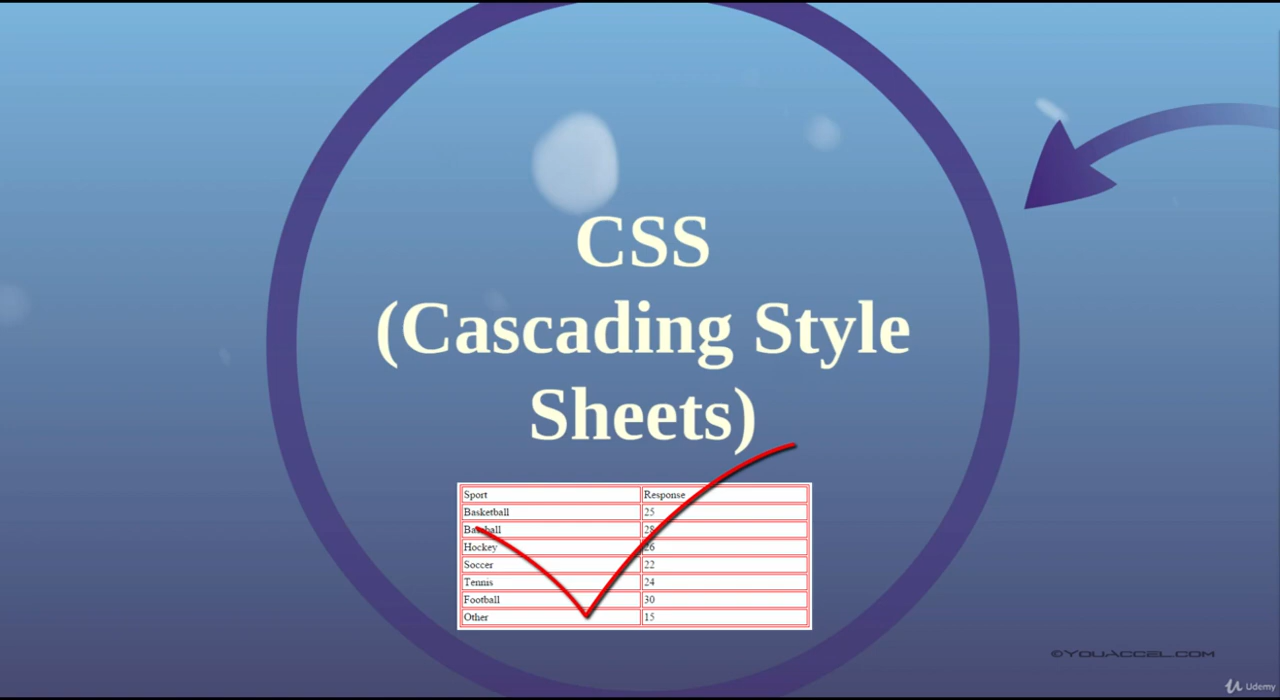 CSS
(Cascading Style
Sheets)
Sport Response
Basketball 25
Baseball 28
Hockey 26
Soccer 22
Tennis 24
Football 30
Other 15
©YOUACCEL.COM
Udemy